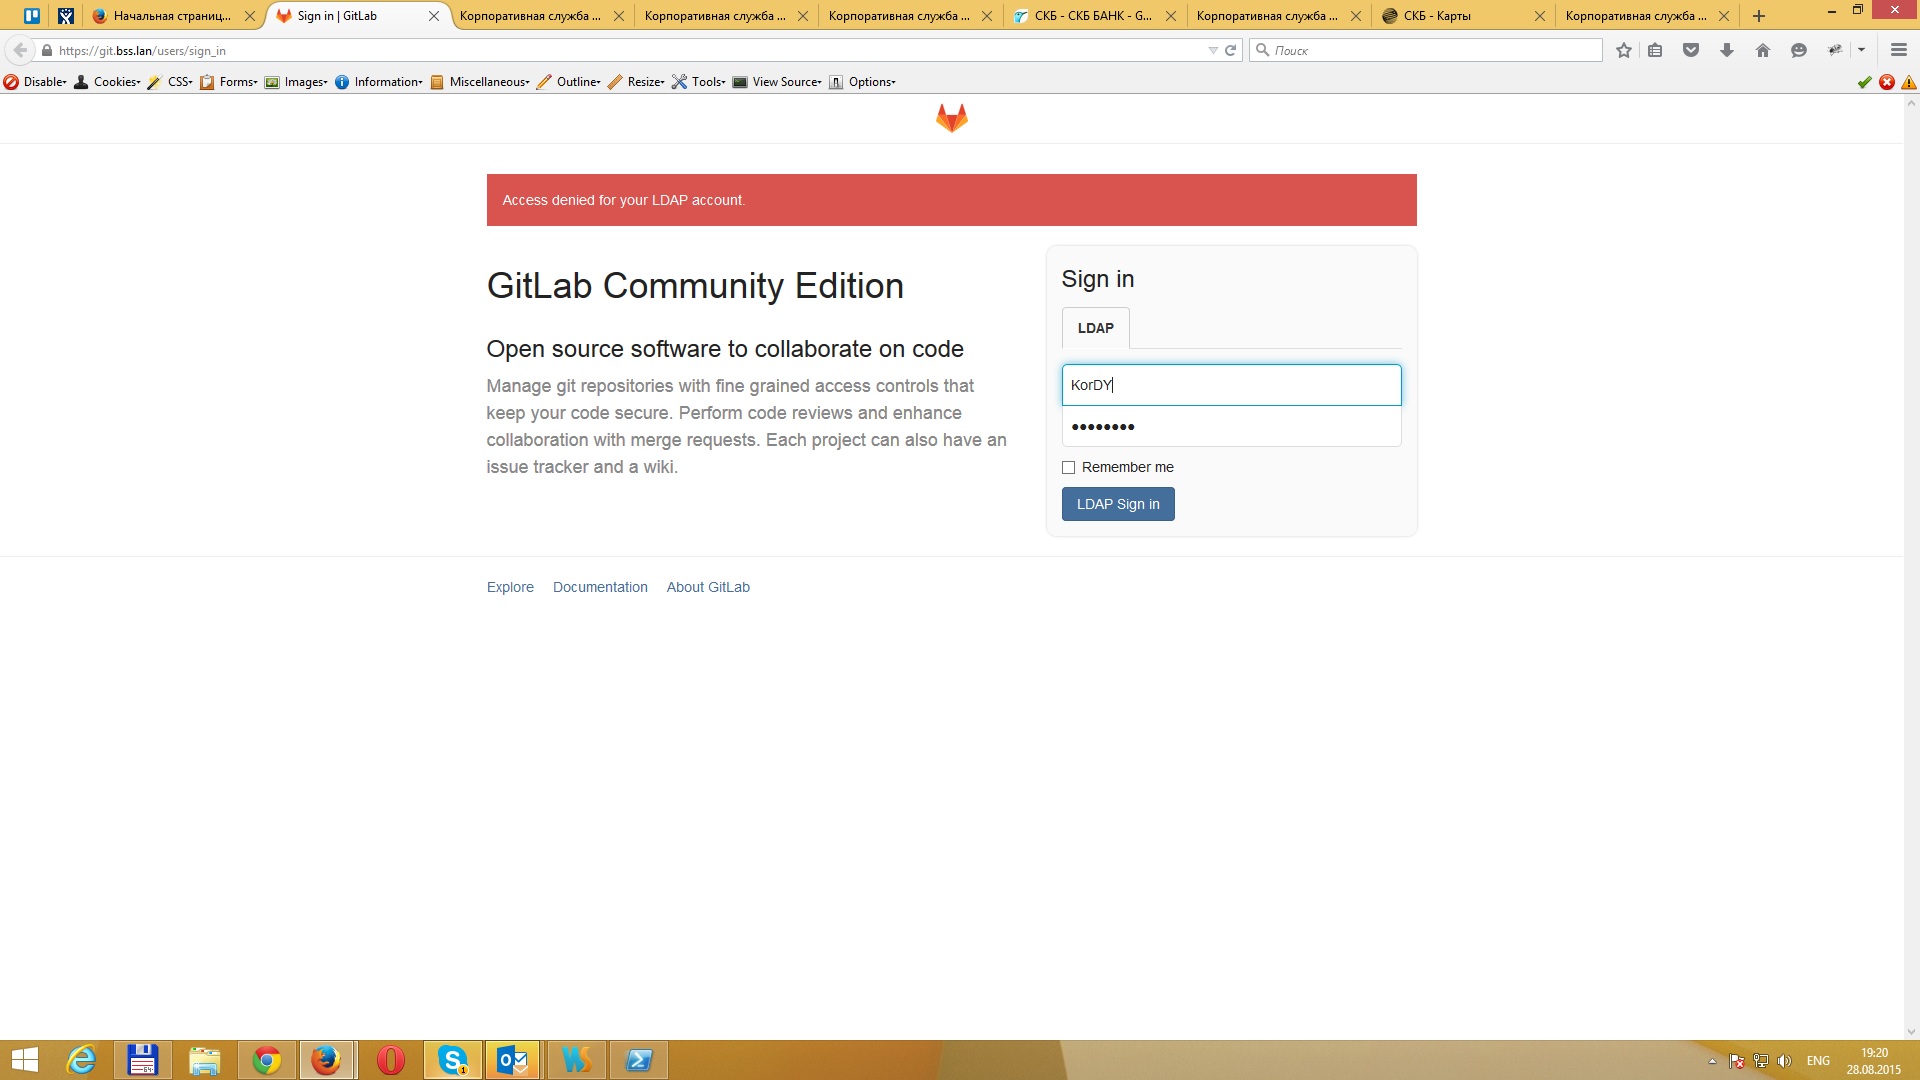 Начальная страниц...
Sign in | GitLab
Корпоративная служба ...
Корпоративная служба ...
Корпоративная служба ...
СКБ - СКБ БАНК - G...
Корпоративная служба ...
СКБ - Карты
Корпоративная служба ...
https://git.bss.lan/users/sign_in
Поиск
Disable Cookies CSS Forms Images Information Miscellaneous Outline Resize Tools View Source Options
Access denied for your LDAP account.
GitLab Community Edition
Open source software to collaborate on code
Manage git repositories with fine grained access controls that
keep your code secure. Perform code reviews and enhance
collaboration with merge requests. Each project can also have an
issue tracker and a wiki.
Sign in
LDAP
KorDY
••••••••
Remember me
LDAP Sign in
Explore Documentation About GitLab
ENG
19:20
28.08.2015